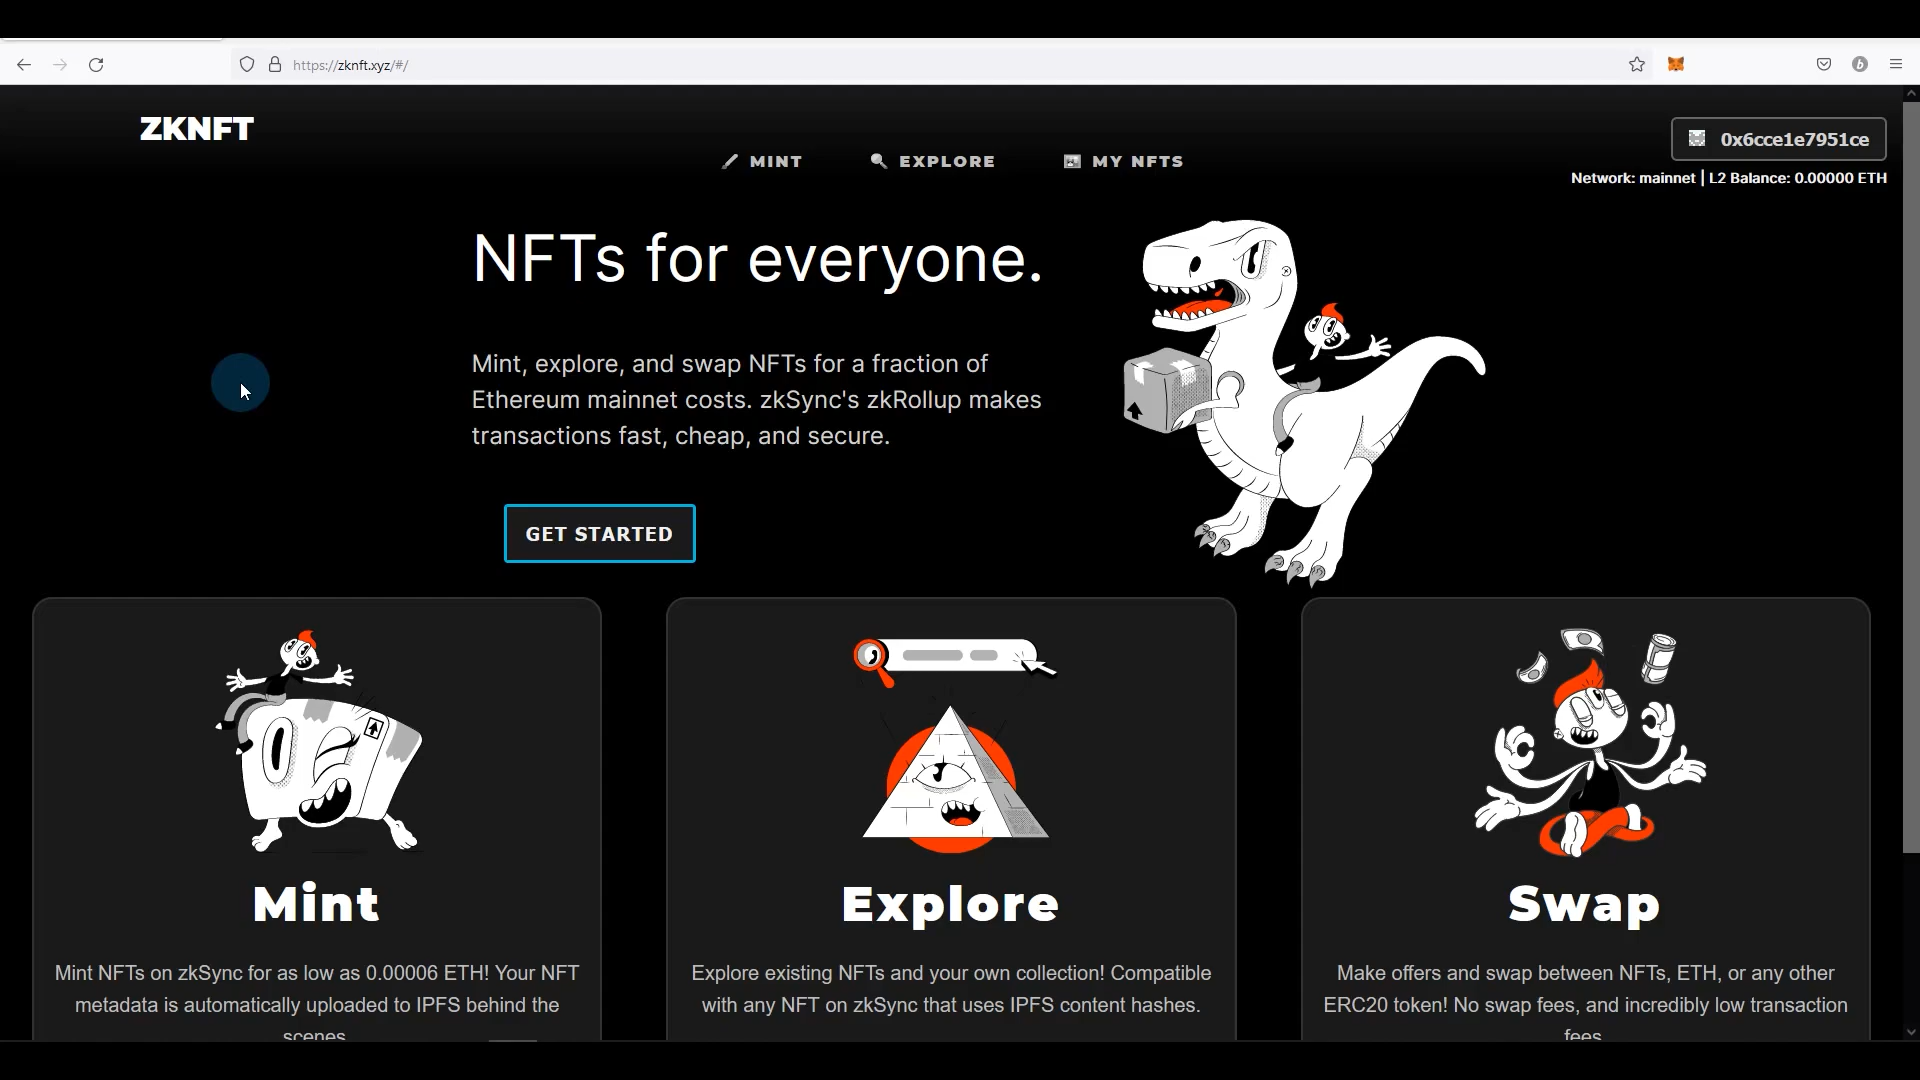 https://zknft.xyz/#/
ZKNFT
MINT
EXPLORE
MY NFTS
0x6cce1e7951ce
Network: mainnet | L2 Balance: 0.00000 ETH
NFTs for everyone.
Mint, explore, and swap NFTs for a fraction of
Ethereum mainnet costs. zkSync's zkRollup makes
transactions fast, cheap, and secure.
GET STARTED
Mint
Mint NFTs on zkSync for as low as 0.00006 ETH! Your NFT
metadata is automatically uploaded to IPFS behind the
scenes.
Explore
Explore existing NFTs and your own collection! Compatible
with any NFT on zkSync that uses IPFS content hashes.
Swap
Make offers and swap between NFTs, ETH, or any other
ERC20 token! No swap fees, and incredibly low transaction
fees.